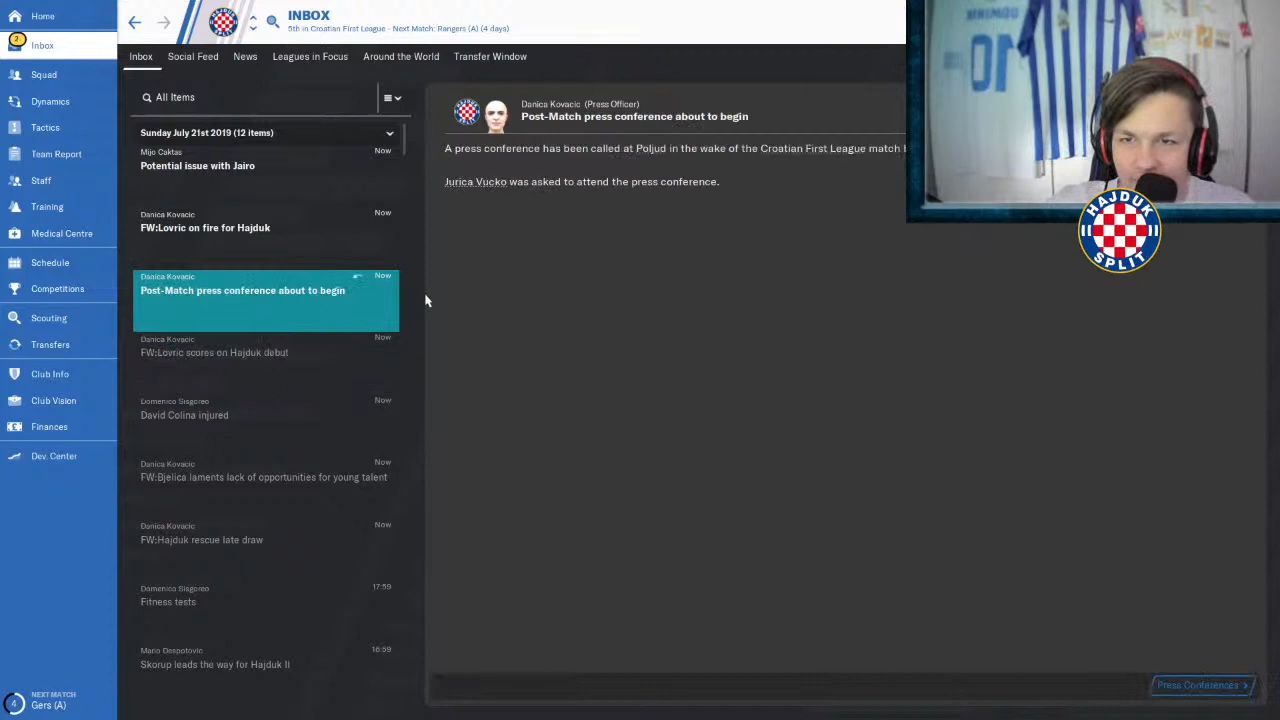 Home
2
Inbox
Squad
Dynamics
Tactics
Team Report
Staff
Training
Medical Centre
Schedule
Competitions
Scouting
Transfers
Club Info
Club Vision
Finances
Dev. Center
4
NEXT MATCH
Gers (A)
INBOX
5th in Croatian First League - Next Match: Rangers (A) (4 days)
Inbox
Social Feed
News
Leagues in Focus
Around the World
Transfer Window
All Items
Sunday July 21st 2019 (12 items)
Mijo Caktas
Now
Potential issue with Jairo
Danica Kovacic
Now
FW:Lovric on fire for Hajduk
Danica Kovacic
Now
Post-Match press conference about to begin
Danica Kovacic
Now
FW:Lovric scores on Hajduk debut
Domenico Sisgoreo
Now
David Colina injured
Danica Kovacic
Now
FW:Bjelica laments lack of opportunities for young talent
Danica Kovacic
Now
FW:Hajduk rescue late draw
Domenico Sisgoreo
17:59
Fitness tests
Mario Despotovic
16:59
Skorup leads the way for Hajduk II
Danica Kovacic (Press Officer)
Post-Match press conference about to begin
A press conference has been called at Poljud in the wake of the Croatian First League match
Jurica Vucko was asked to attend the press conference.
Press Conferences >
10
HAJDUK
SPLIT